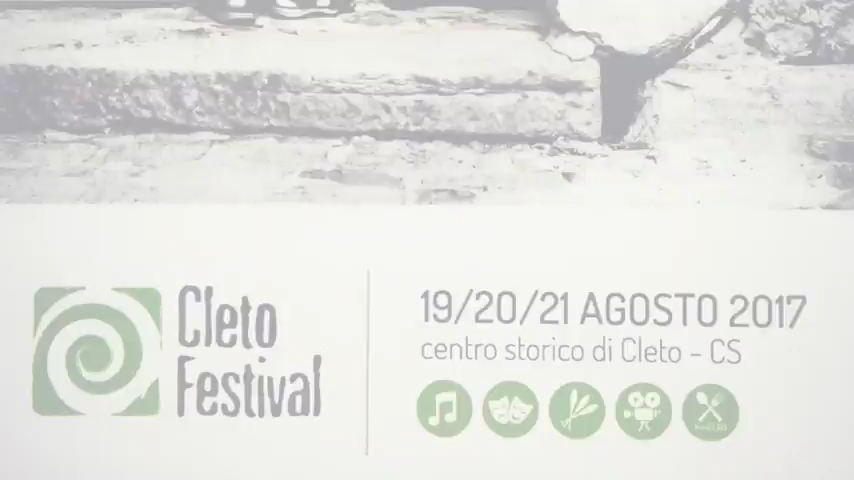 Cleto
Festival
19/20/21 AGOSTO 2017
centro storico di Cleto - CS